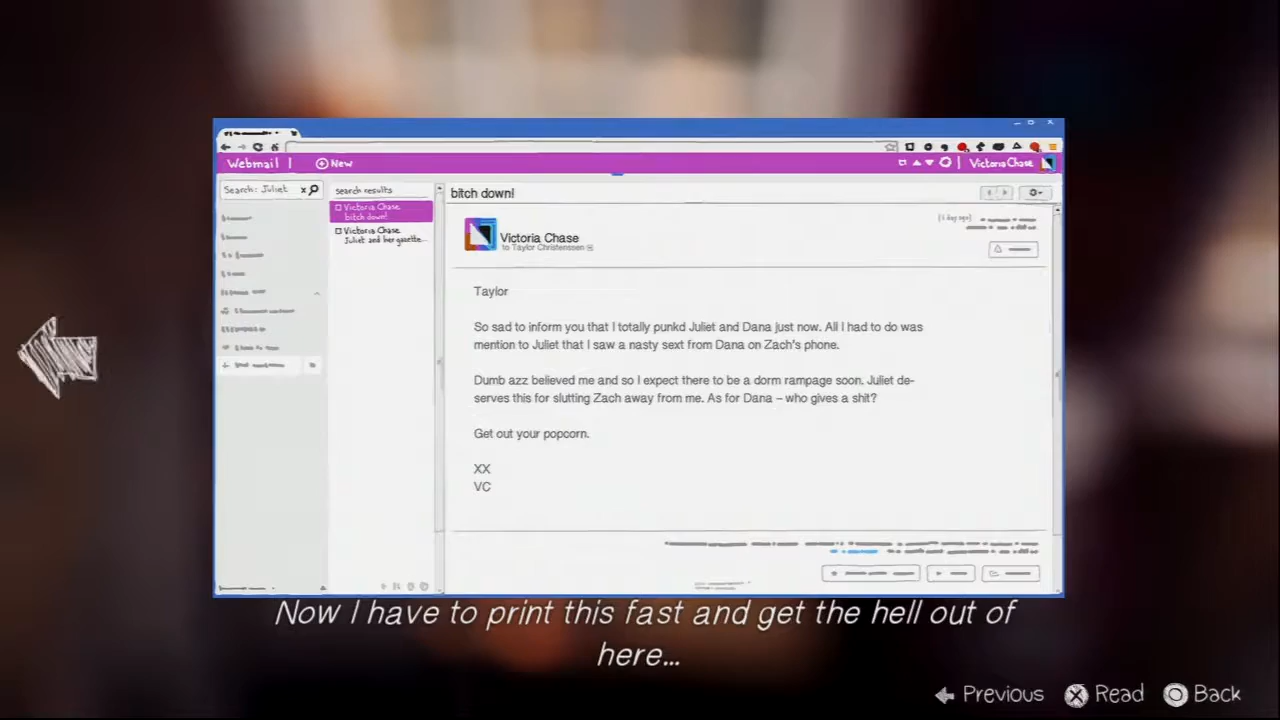 Webmail |
New
Victoria Chase
Search: Juliet x
search results
bitch down!
Victoria Chase
bitch down!
Victoria Chase
Juliet and her gazette...
Victoria Chase
to Taylor Christenssen
Taylor
So sad to inform you that I totally punkd Juliet and Dana just now. All I had to do was
mention to Juliet that I saw a nasty sext from Dana on Zach's phone.
Dumb azz believed me and so I expect there to be a dorm rampage soon. Juliet de-
serves this for slutting Zach away from me. As for Dana – who gives a shit?
Get out your popcorn.
XX
VC
Now I have to print this fast and get the hell out of
here...
Previous
Read
Back